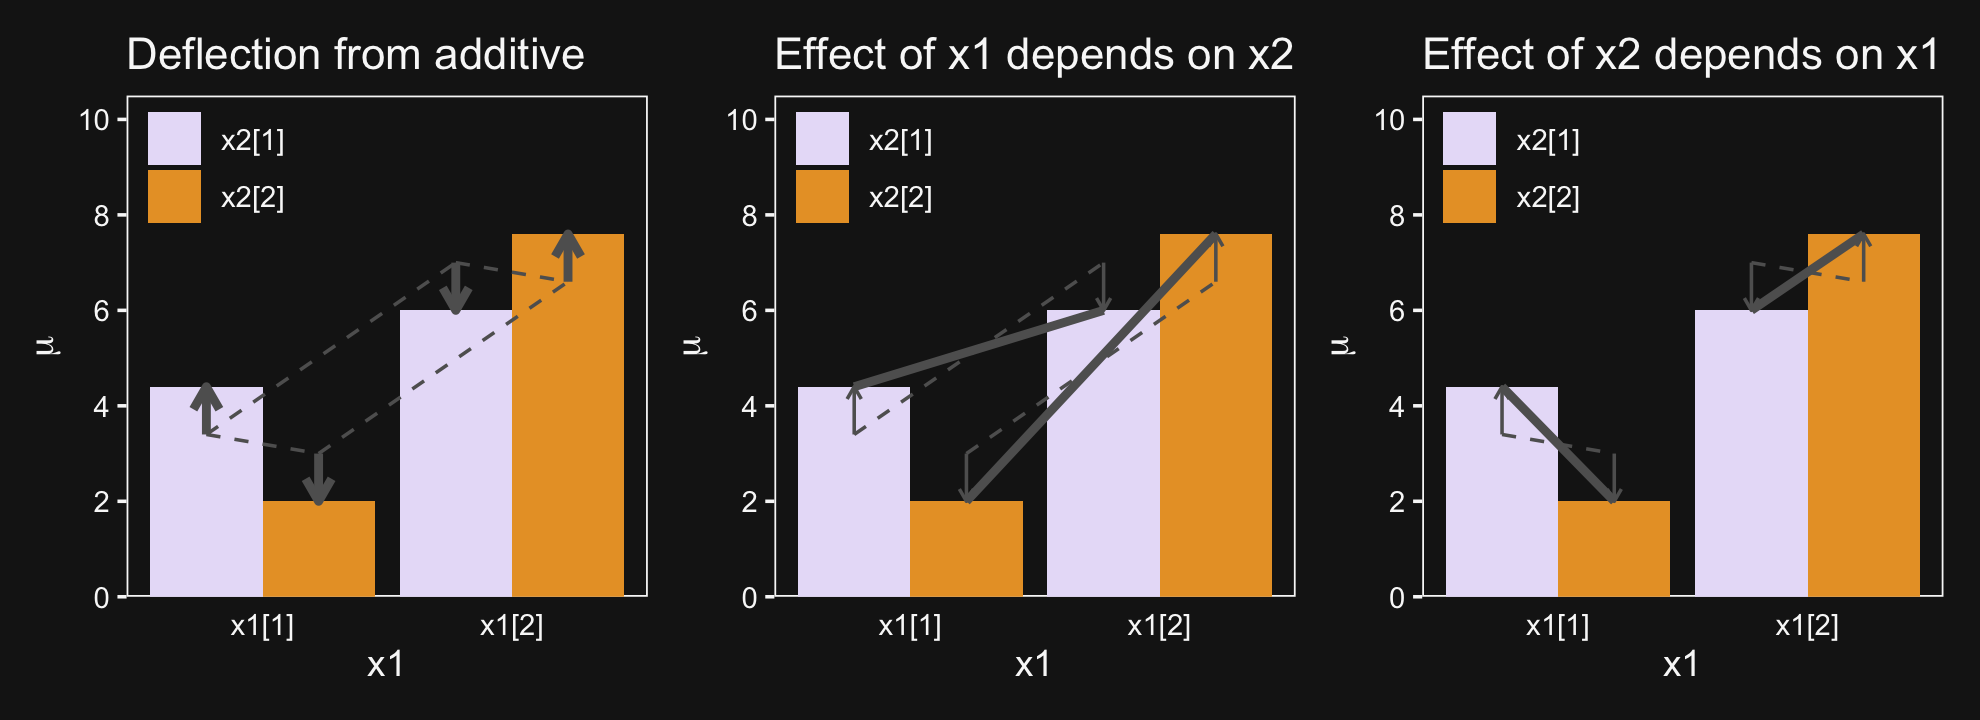 Deflection from additive
10
8
6
4
2
0
μ
x2[1]
x2[2]
x1[1]
x1[2]
x1
Effect of x1 depends on x2
10
8
6
4
2
0
μ
x2[1]
x2[2]
x1[1]
x1[2]
x1
Effect of x2 depends on x1
10
8
6
4
2
0
μ
x2[1]
x2[2]
x1[1]
x1[2]
x1